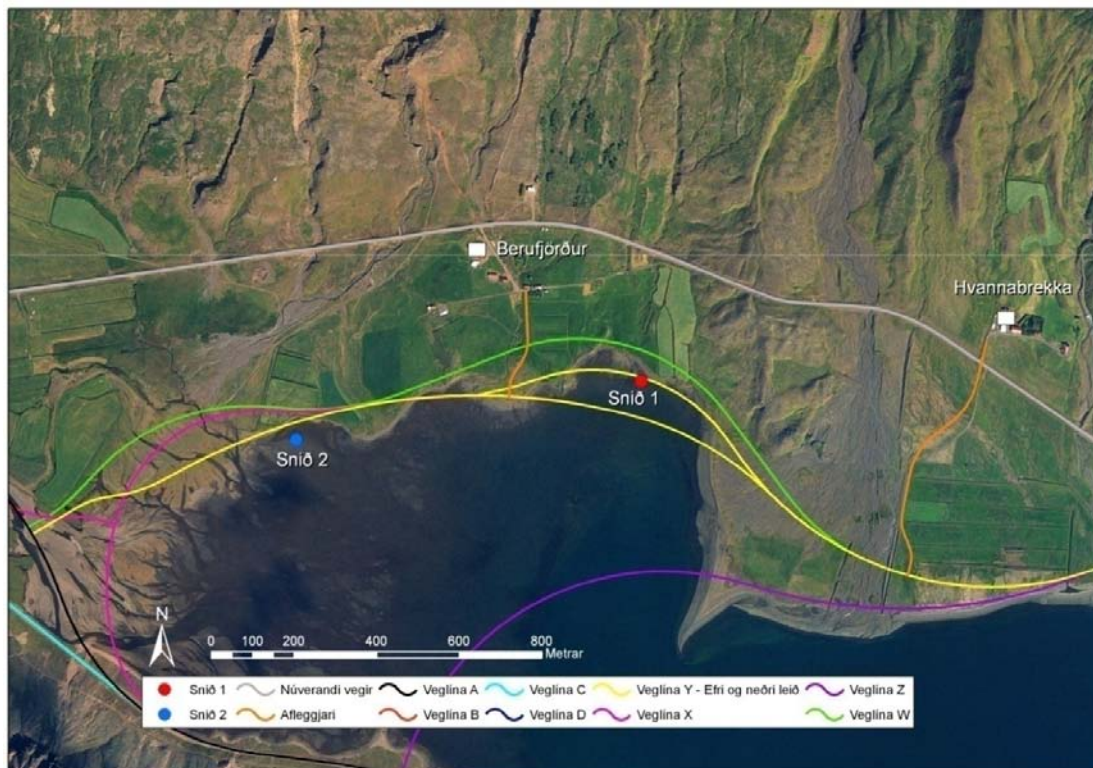 Berufjörður
Hvannabrekka
Snið 1
Snið 2
N
0 100 200 400 600 800
Metrar
Snið 1 Núverandi vegir Veglína A Veglína C Veglína Y - Efri og neðri leið Veglína Z
Snið 2 Afleggjari Veglína B Veglína D Veglína X Veglína W